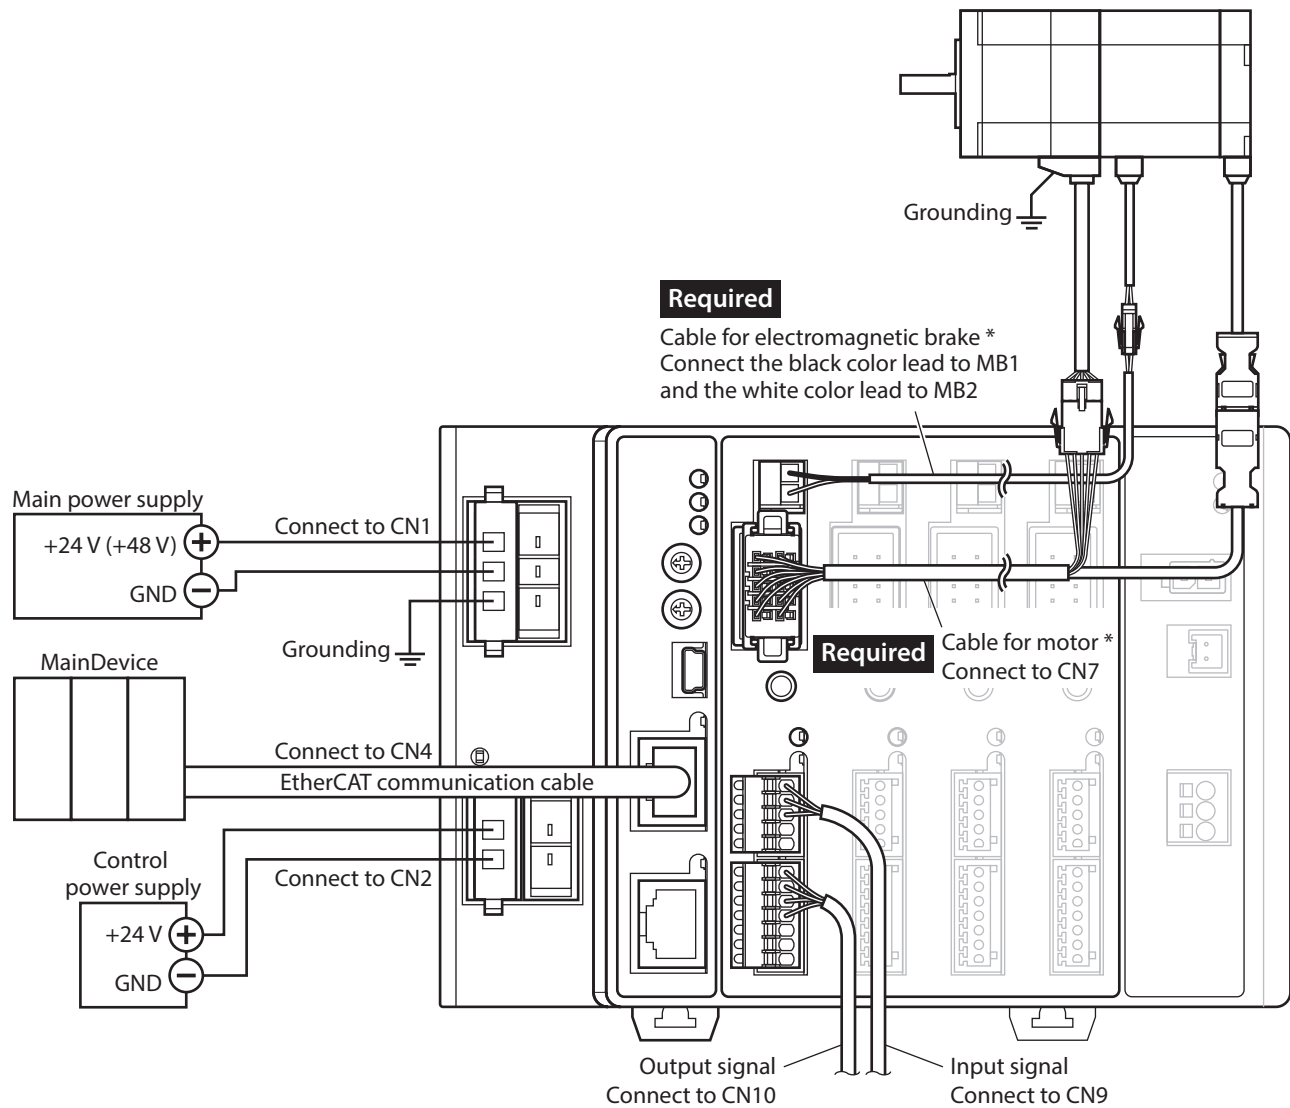 Grounding
Required
Cable for electromagnetic brake *
Connect the black color lead to MB1
and the white color lead to MB2
Main power supply
+24 V (+48 V)
GND
Connect to CN1
Grounding
Required
Cable for motor *
Connect to CN7
MainDevice
Connect to CN4
EtherCAT communication cable
Control
power supply
+24 V
GND
Connect to CN2
Output signal
Connect to CN10
Input signal
Connect to CN9